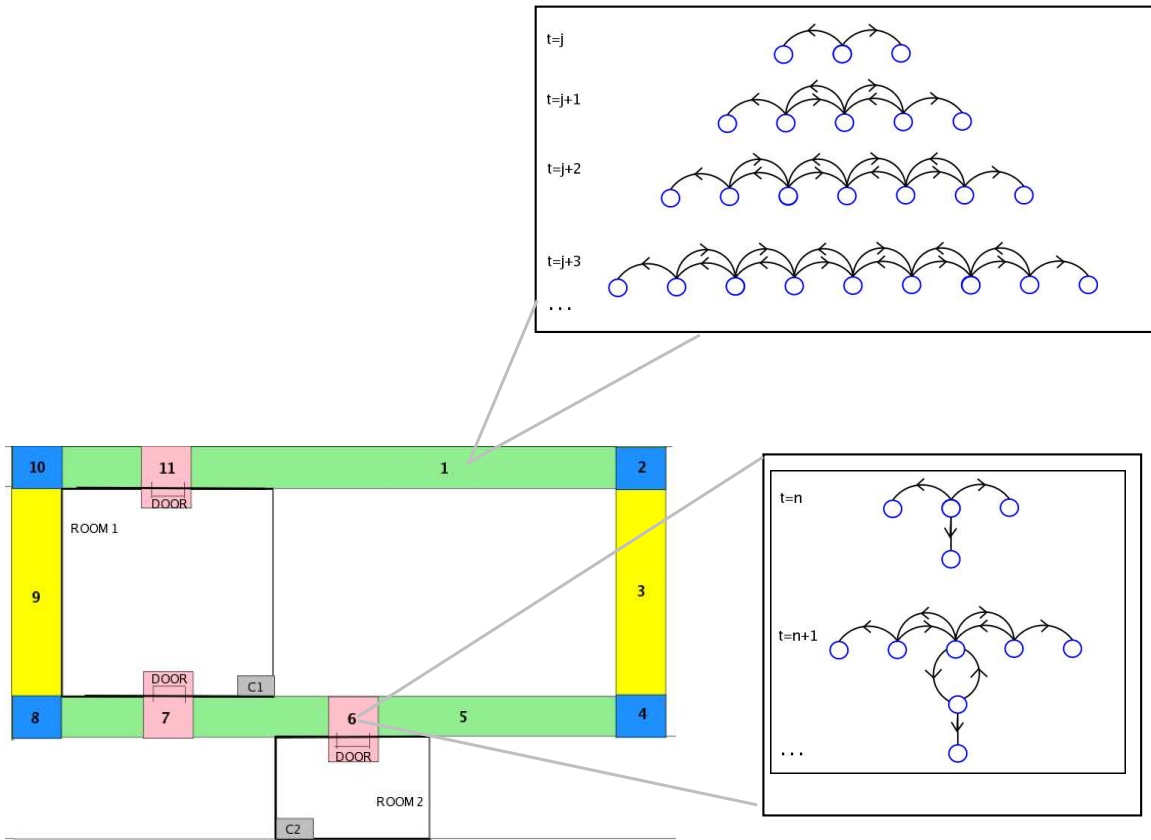 t=j
t=j+1
t=j+2
t=j+3
...
10
11
1
2
DOOR
ROOM 1
t=n
9
3
t=n+1
DOOR
C1
8
7
6
5
4
DOOR
...
ROOM 2
C2